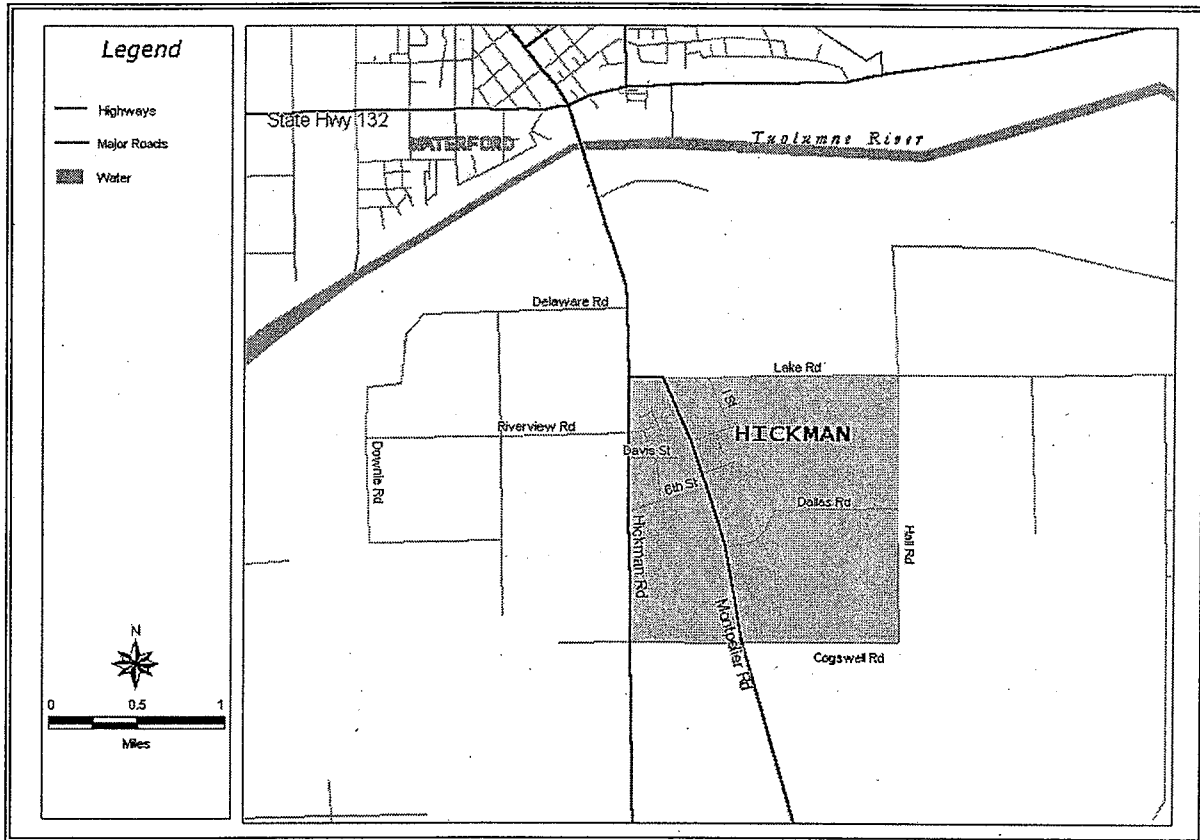 Legend
Highways
Major Roads
Water
N
0 0.5 1
Miles
State Hwy 132
WATERFORD
Tuolumne River
Delaware Rd
Lake Rd
I St
HICKMAN
Riverview Rd
Davis St
Downie Rd
6th St
Dallas Rd
Hickman Rd
Hall Rd
Montpelier Rd
Cogswell Rd